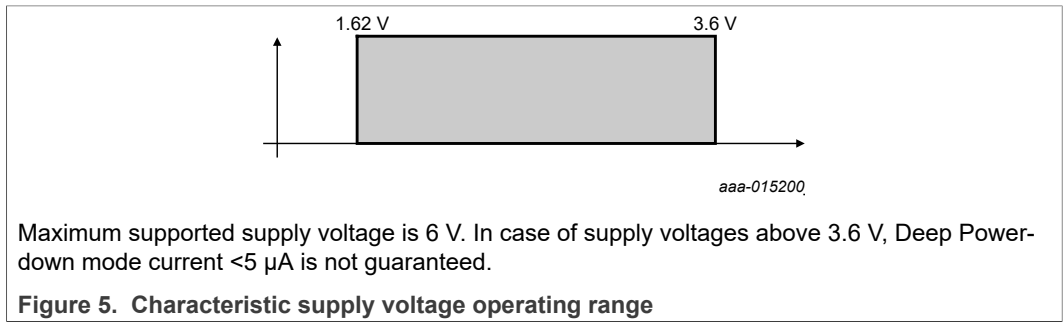 1.62 V 3.6 V
aaa-015200
Maximum supported supply voltage is 6 V. In case of supply voltages above 3.6 V, Deep Power-
down mode current <5 µA is not guaranteed.
Figure 5. Characteristic supply voltage operating range